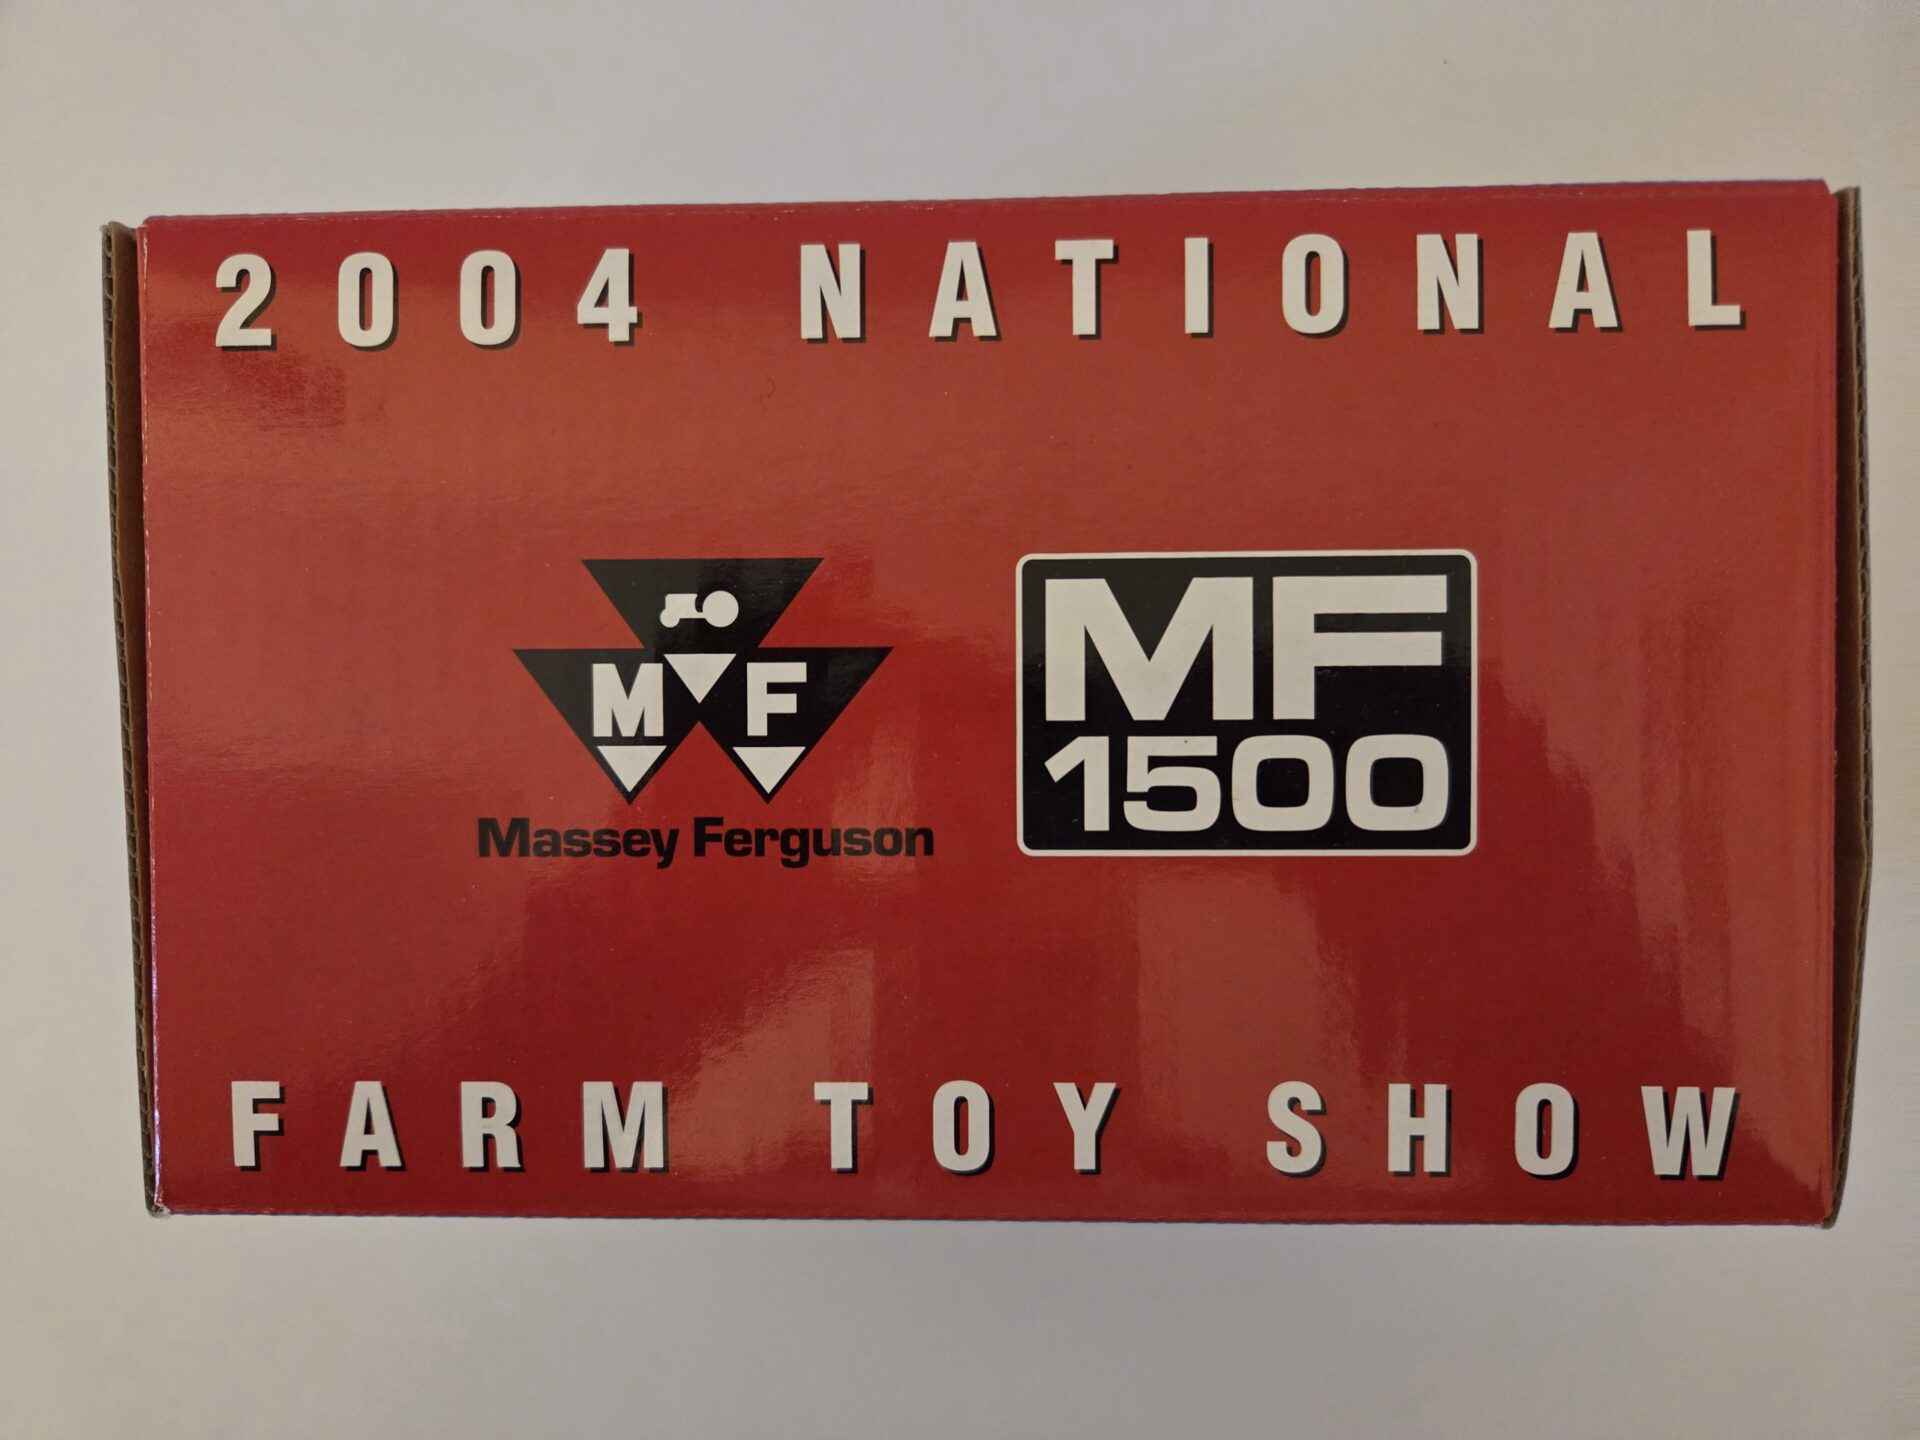 2004 NATIONAL
M F
Massey Ferguson
MF
1500
FARM TOY SHOW